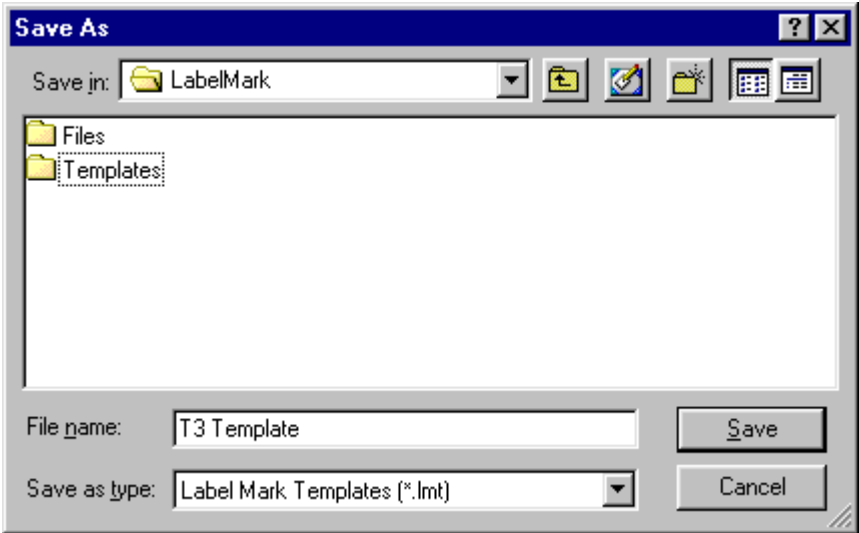 Save As
Save in: LabelMark
Files
Templates
File name: T3 Template Save
Save as type: Label Mark Templates (*.lmt) Cancel